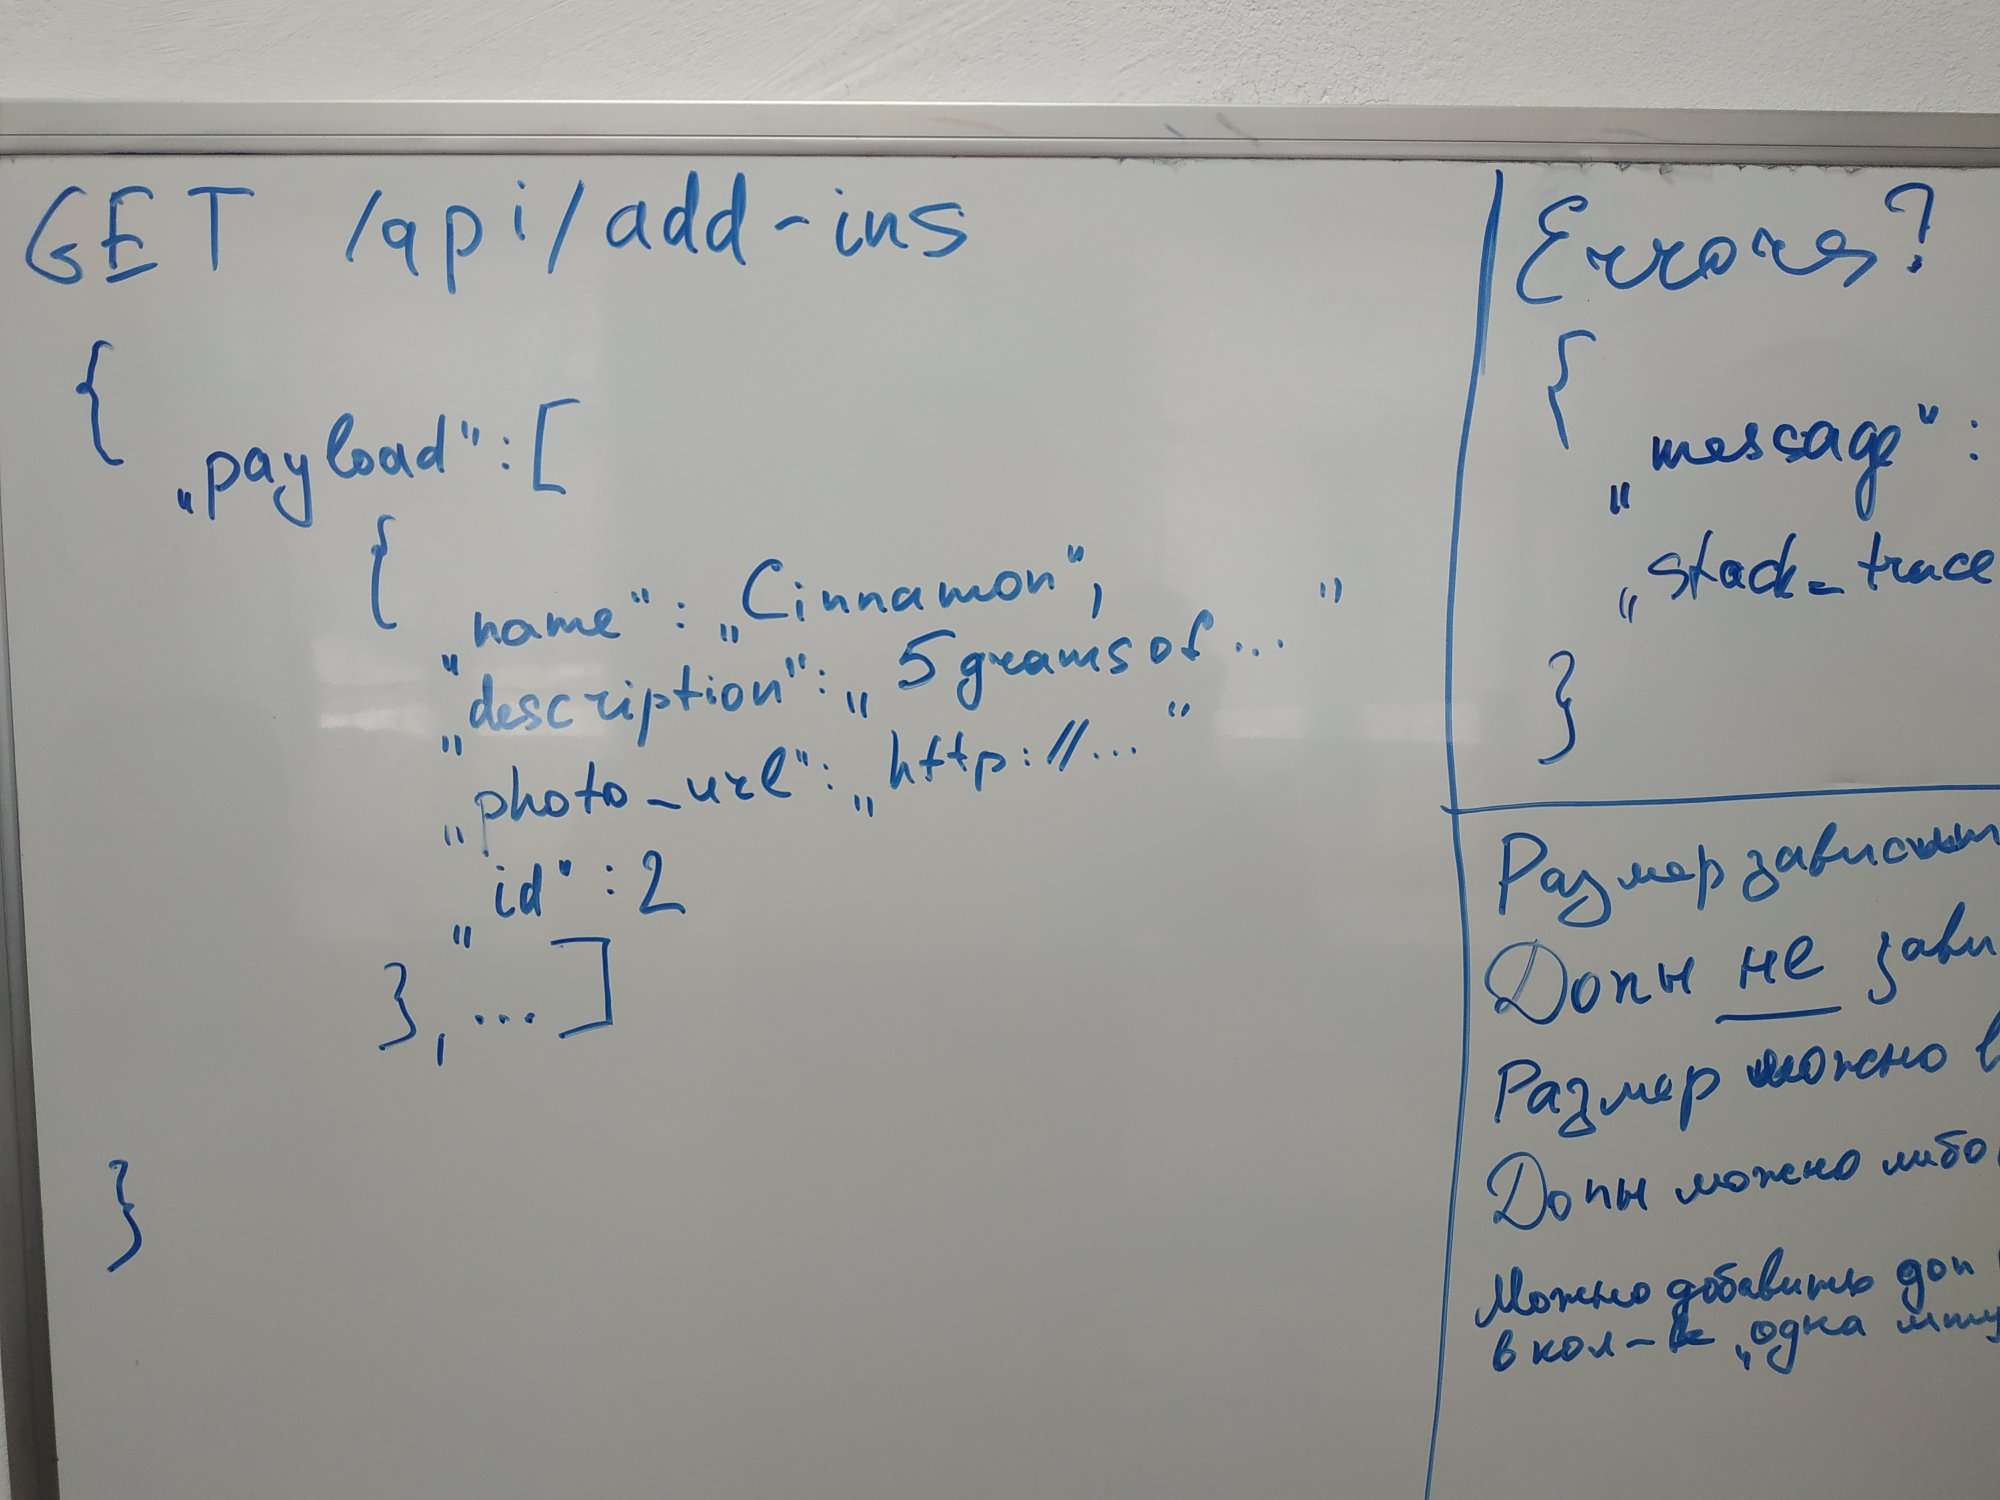 GET /api/add-ins
{
„payload“: [
{
„name“: „Cinnamon“,
„description“: „5 grams of ... “
„photo_url“: „http://... “
„id“: 2
}, ... ]
}
Errors?
{
„message“:
„stack_trace
}
Размер зависит
Допы не зави
Размер можно в
Допы можно либо
Можно добавить доп
в кол-ве „одна шту